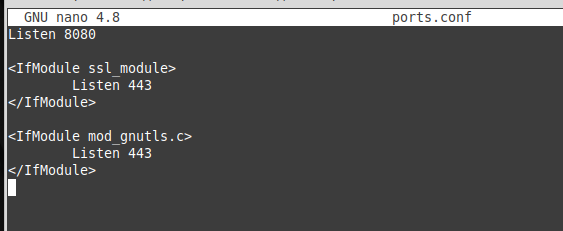 GNU nano 4.8 ports.conf
Listen 8080
<IfModule ssl_module>
Listen 443
</IfModule>
<IfModule mod_gnutls.c>
Listen 443
</IfModule>